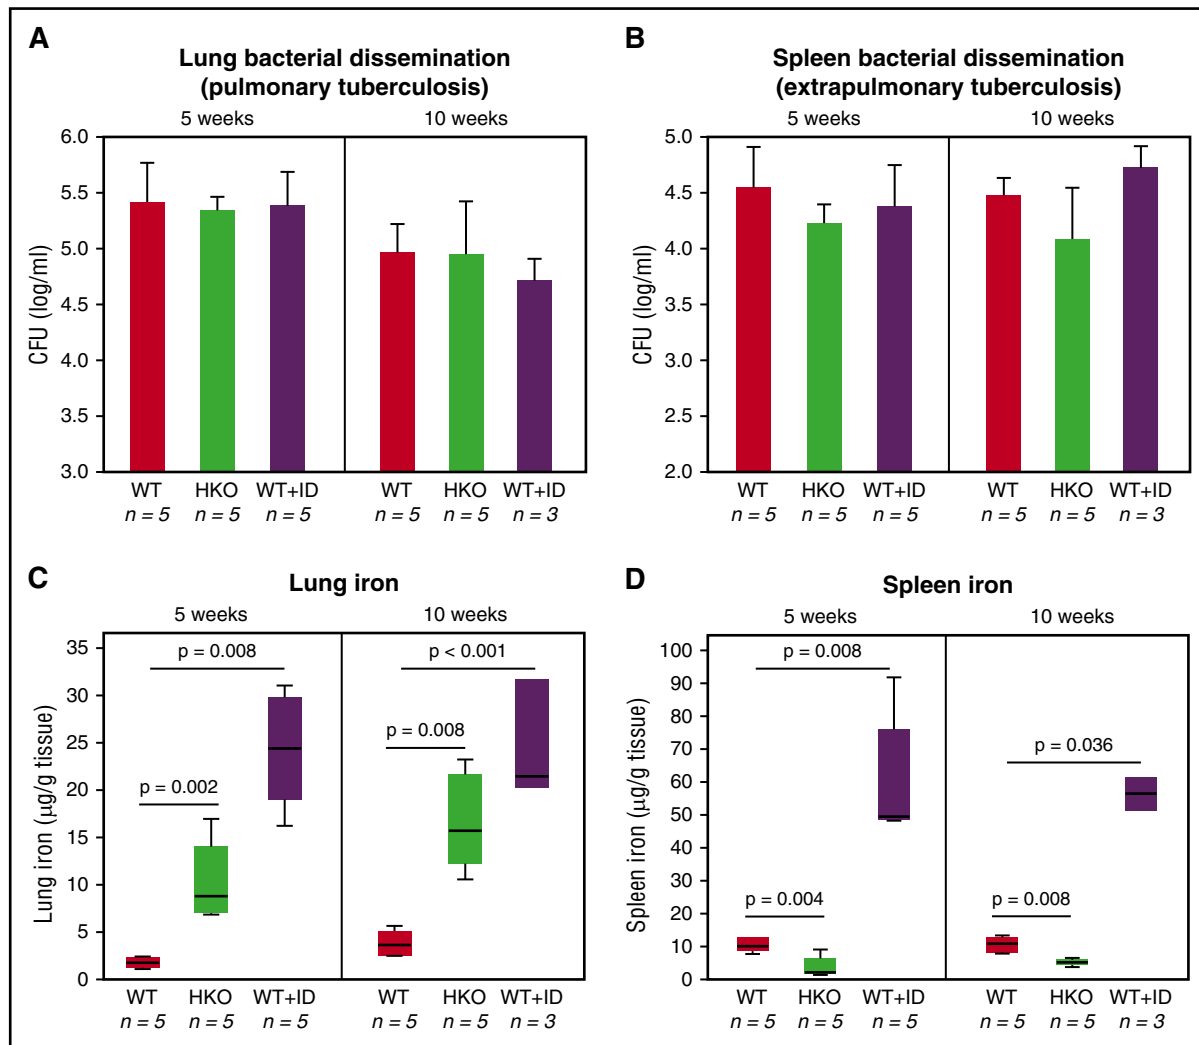 A
Lung bacterial dissemination
(pulmonary tuberculosis)
5 weeks
10 weeks
CFU (log/ml)
6.0
5.5
5.0
4.5
4.0
3.5
3.0
WT
HKO
WT+ID
WT
HKO
WT+ID
n = 5
n = 5
n = 5
n = 5
n = 5
n = 3
B
Spleen bacterial dissemination
(extrapulmonary tuberculosis)
5 weeks
10 weeks
CFU (log/ml)
5.0
4.5
4.0
3.5
3.0
2.5
2.0
WT
HKO
WT+ID
WT
HKO
WT+ID
n = 5
n = 5
n = 5
n = 5
n = 5
n = 3
C
Lung iron
5 weeks
10 weeks
Lung iron (μg/g tissue)
35
30
25
20
15
10
5
0
p = 0.008
p = 0.002
p < 0.001
p = 0.008
WT
HKO
WT+ID
WT
HKO
WT+ID
n = 5
n = 5
n = 5
n = 5
n = 5
n = 3
D
Spleen iron
5 weeks
10 weeks
Spleen iron (μg/g tissue)
100
90
80
70
60
50
40
30
20
10
0
p = 0.008
p = 0.004
p = 0.036
p = 0.008
WT
HKO
WT+ID
WT
HKO
WT+ID
n = 5
n = 5
n = 5
n = 5
n = 5
n = 3